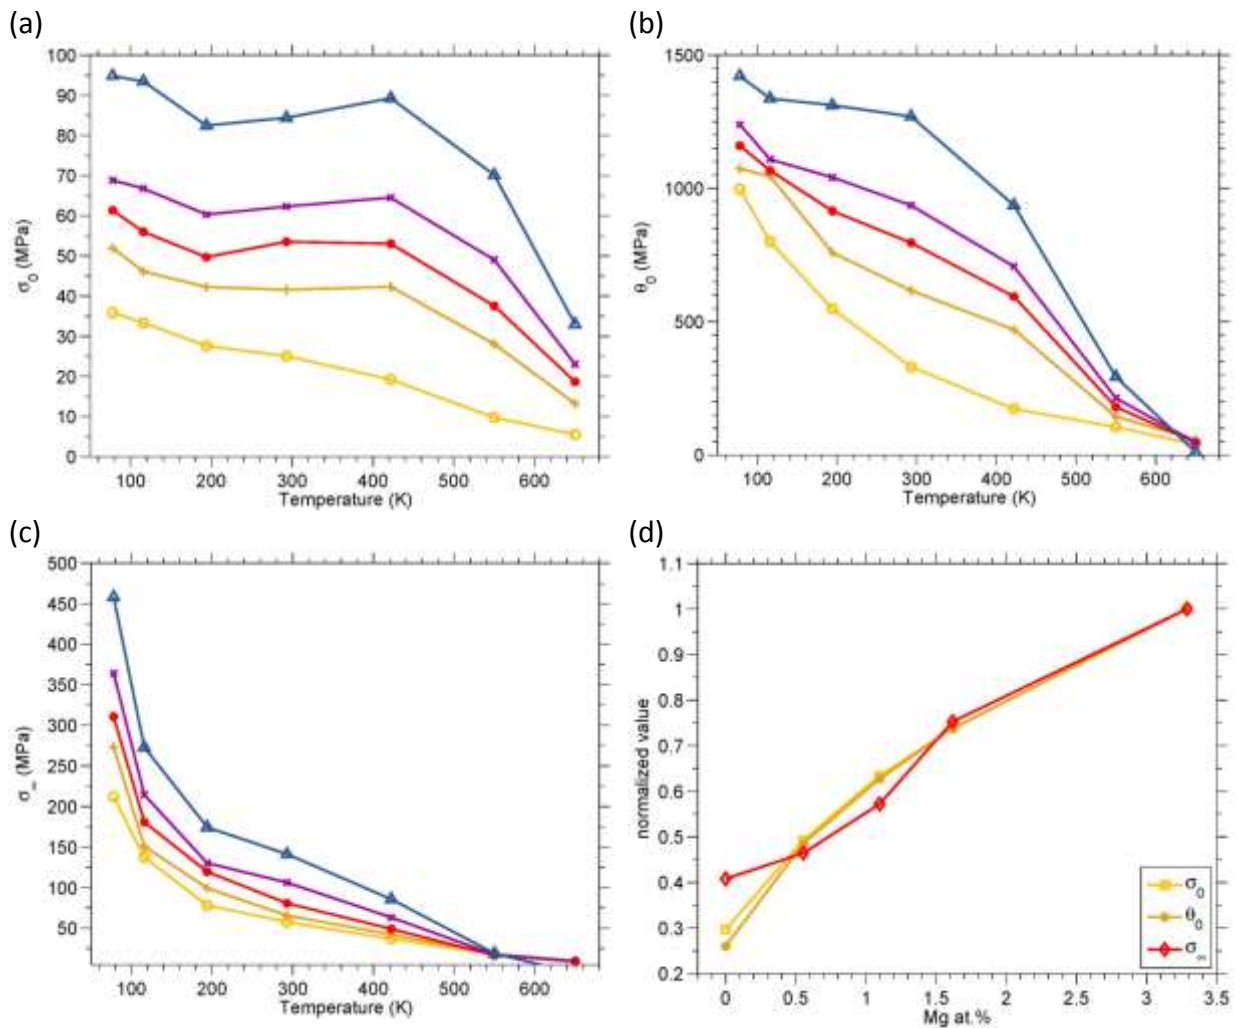 (a)
100
90
80
70
60
50
40
30
20
10
0
σ₀ (MPa)
100 200 300 400 500 600
Temperature (K)
(b)
1500
1000
500
0
θ₀ (MPa)
100 200 300 400 500 600
Temperature (K)
(c)
500
450
400
350
300
250
200
150
100
50
σ∞ (MPa)
100 200 300 400 500 600
Temperature (K)
(d)
1.1
1
0.9
0.8
0.7
0.6
0.5
0.4
0.3
0.2
normalized value
0 0.5 1 1.5 2 2.5 3 3.5
Mg at.%
σ₀
θ₀
σ∞